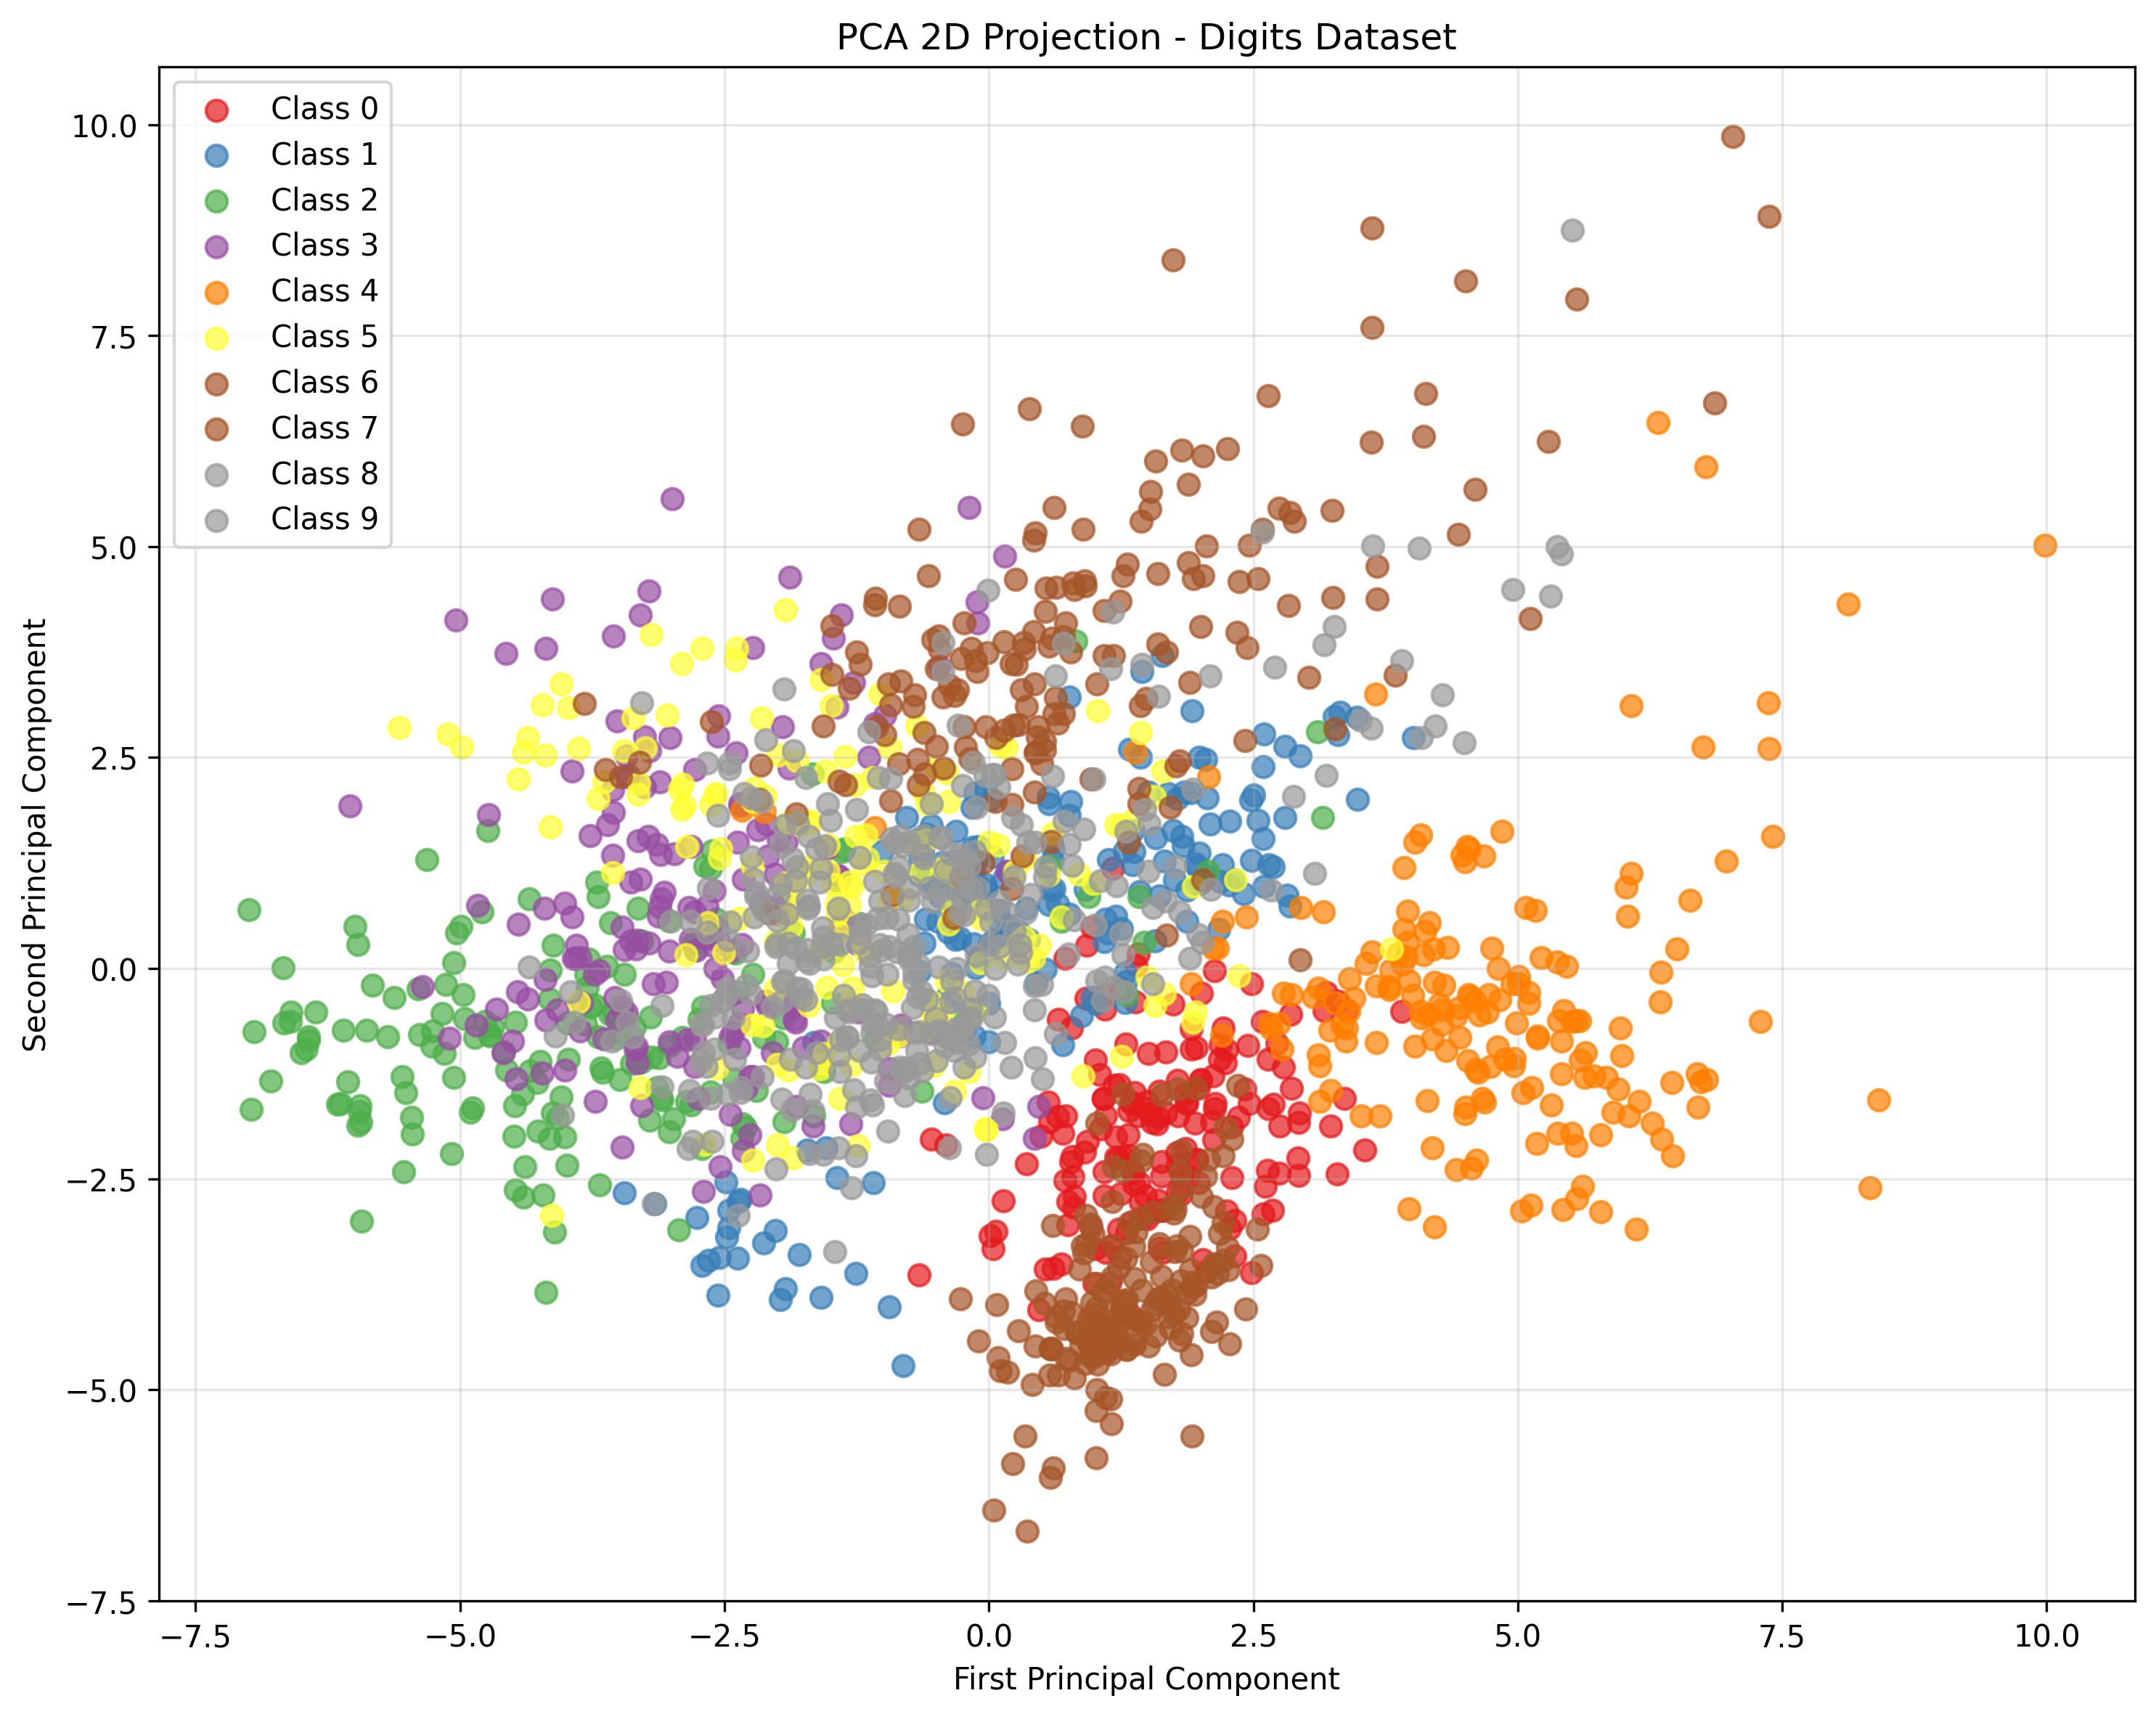 PCA 2D Projection - Digits Dataset
Class 0
Class 1
Class 2
Class 3
Class 4
Class 5
Class 6
Class 7
Class 8
Class 9
10.0
7.5
5.0
2.5
0.0
−2.5
−5.0
−7.5
Second Principal Component
−7.5 −5.0 −2.5 0.0 2.5 5.0 7.5 10.0
First Principal Component